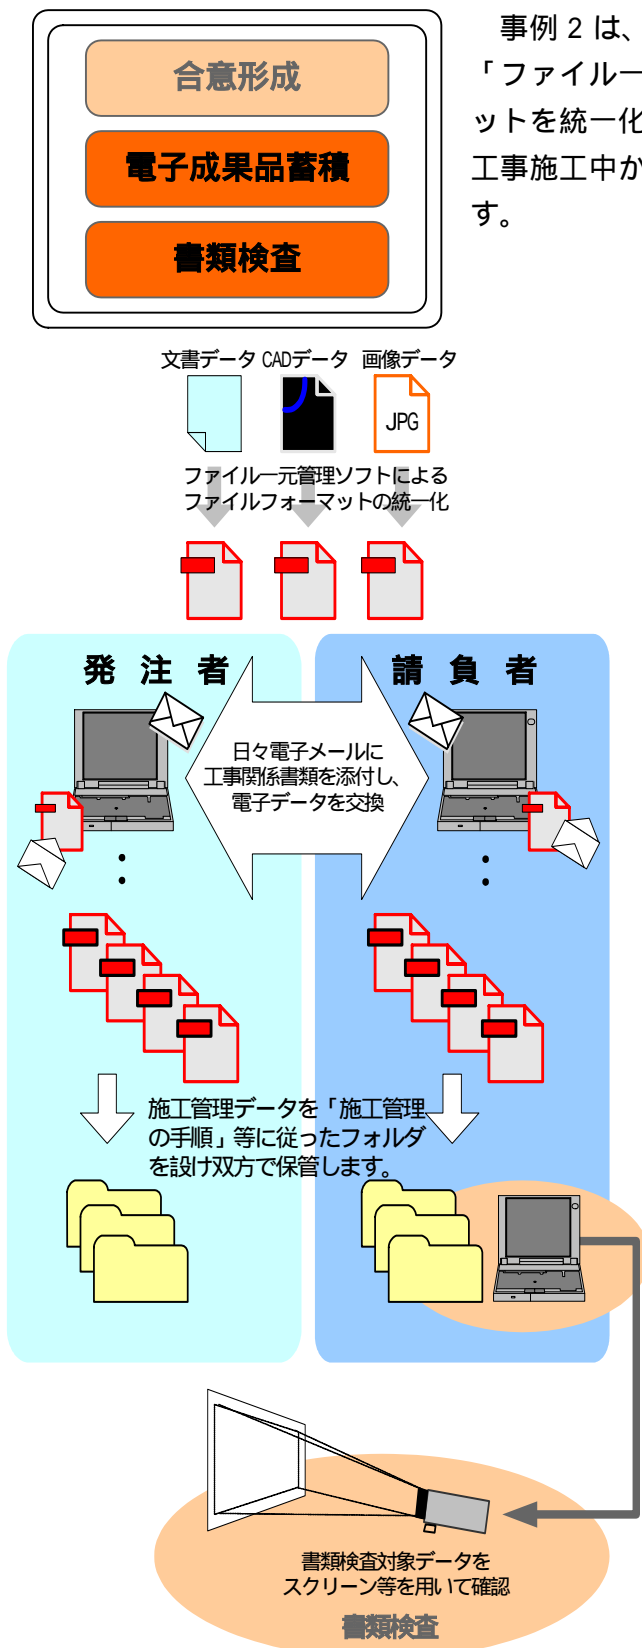 合意形成
電子成果品蓄積
書類検査
事例 2 は、
「ファイル一
ットを統一化
工事施工中か
す。
文書データ CADデータ 画像データ
JPG
ファイル一元管理ソフトによる
ファイルフォーマットの統一化
発 注 者
請 負 者
日々電子メールに
工事関係書類を添付し、
電子データを交換
施工管理データを「施工管理
の手順」等に従ったフォルダ
を設け双方で保管します。
書類検査対象データを
スクリーン等を用いて確認
書類検査